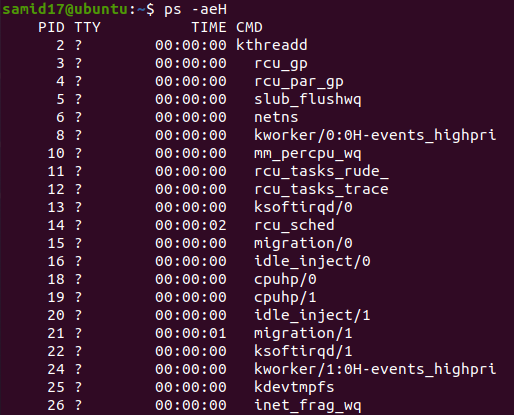 samid17@ubuntu:~$ ps -aeH
    PID TTY          TIME CMD
      2 ?        00:00:00 kthreadd
      3 ?        00:00:00   rcu_gp
      4 ?        00:00:00   rcu_par_gp
      5 ?        00:00:00   slub_flushwq
      6 ?        00:00:00   netns
      8 ?        00:00:00   kworker/0:0H-events_highpri
     10 ?        00:00:00   mm_percpu_wq
     11 ?        00:00:00   rcu_tasks_rude_
     12 ?        00:00:00   rcu_tasks_trace
     13 ?        00:00:00   ksoftirqd/0
     14 ?        00:00:02   rcu_sched
     15 ?        00:00:00   migration/0
     16 ?        00:00:00   idle_inject/0
     18 ?        00:00:00   cpuhp/0
     19 ?        00:00:00   cpuhp/1
     20 ?        00:00:00   idle_inject/1
     21 ?        00:00:01   migration/1
     22 ?        00:00:00   ksoftirqd/1
     24 ?        00:00:00   kworker/1:0H-events_highpri
     25 ?        00:00:00   kdevtmpfs
     26 ?        00:00:00   inet_frag_wq